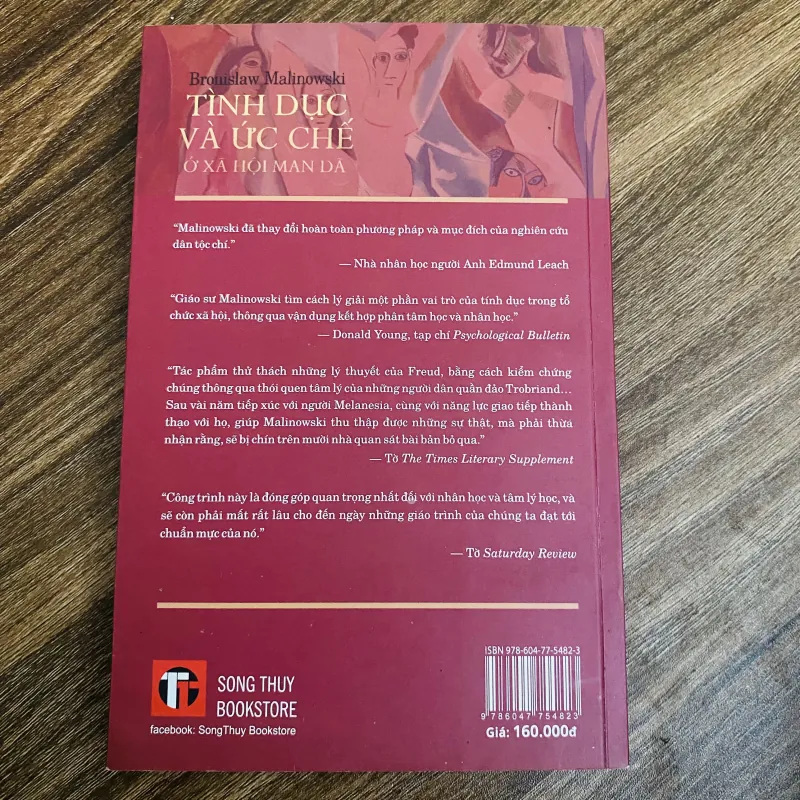 Bronislaw Malinowski
TÌNH DỤC
VÀ ỨC CHẾ
Ở XÃ HỘI MAN DÃ
“Malinowski đã thay đổi hoàn toàn phương pháp và mục đích của nghiên cứu
dân tộc chí.”
— Nhà nhân học người Anh Edmund Leach
“Giáo sư Malinowski tìm cách lý giải một phần vai trò của tính dục trong tổ
chức xã hội, thông qua vận dụng kết hợp phân tâm học và nhân học.”
— Donald Young, tạp chí Psychological Bulletin
“Tác phẩm thử thách những lý thuyết của Freud, bằng cách kiểm chứng
chúng thông qua thói quen tâm lý của những người dân quần đảo Trobriand...
Sau vài năm tiếp xúc với người Melanesia, cùng với năng lực giao tiếp thành
thạo với họ, giúp Malinowski thu thập được những sự thật, mà phải thừa
nhận rằng, sẽ bị chín trên mười nhà quan sát bài bản bỏ qua.”
— Tờ The Times Literary Supplement
“Công trình này là đóng góp quan trọng nhất đối với nhân học và tâm lý học, và
sẽ còn phải mất rất lâu cho đến ngày những giáo trình của chúng ta đạt tới
chuẩn mực của nó.”
— Tờ Saturday Review
ISBN 978-604-77-5482-3
9 786047 754823
Giá: 160.000đ
SONG THUY
BOOKSTORE
facebook: SongThuy Bookstore